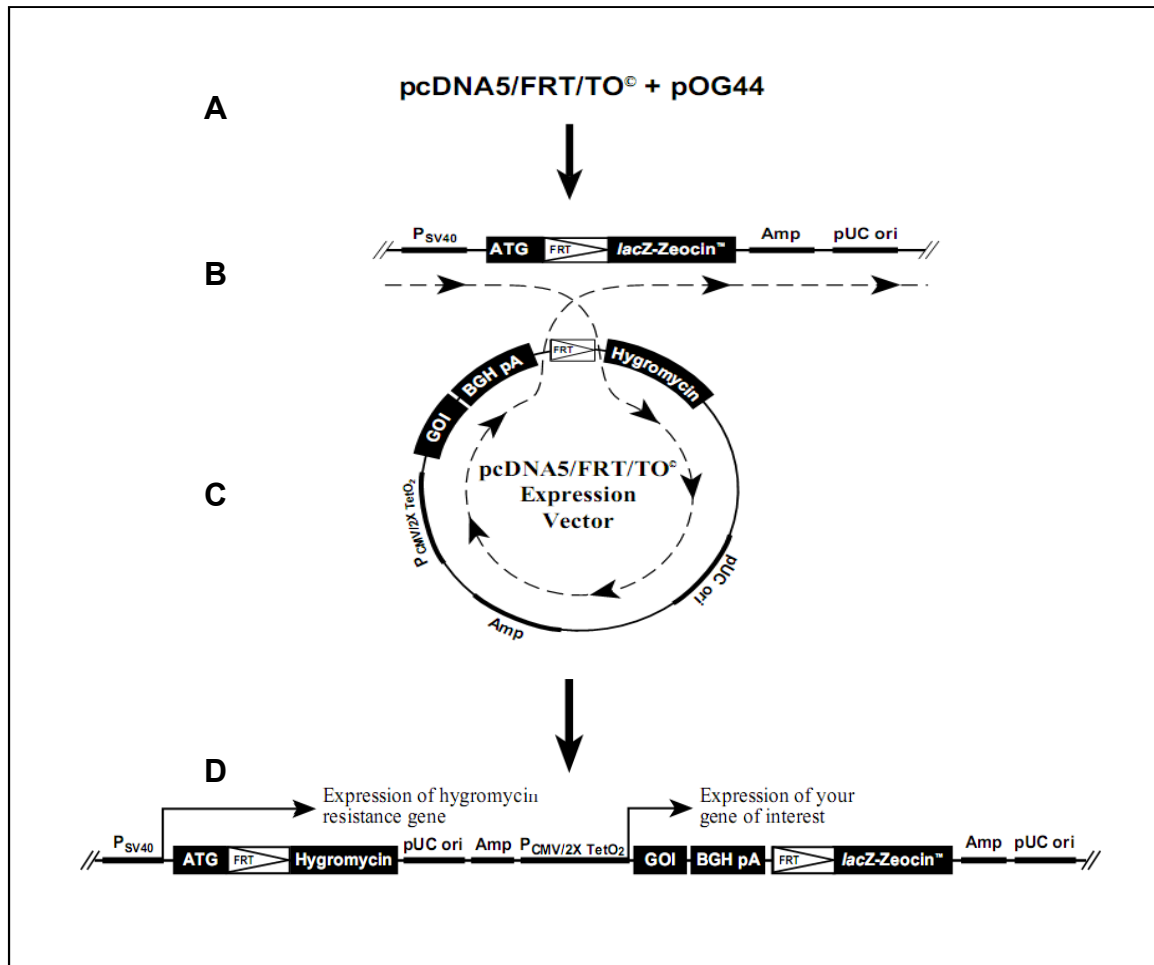 A
pcDNA5/FRT/TO© + pOG44
PSV40
ATG
FRT
lacZ-Zeocin™
Amp
pUC ori
B
FRT
Hygromycin
BGH pA
GOI
C
pcDNA5/FRT/TO©
Expression
Vector
PCMV/2X TetO2
pUC ori
Amp
D
Expression of hygromycin
resistance gene
Expression of your
gene of interest
PSV40
ATG
FRT
Hygromycin
pUC ori
Amp
PCMV/2X TetO2
GOI
BGH pA
FRT
lacZ-Zeocin™
Amp
pUC ori